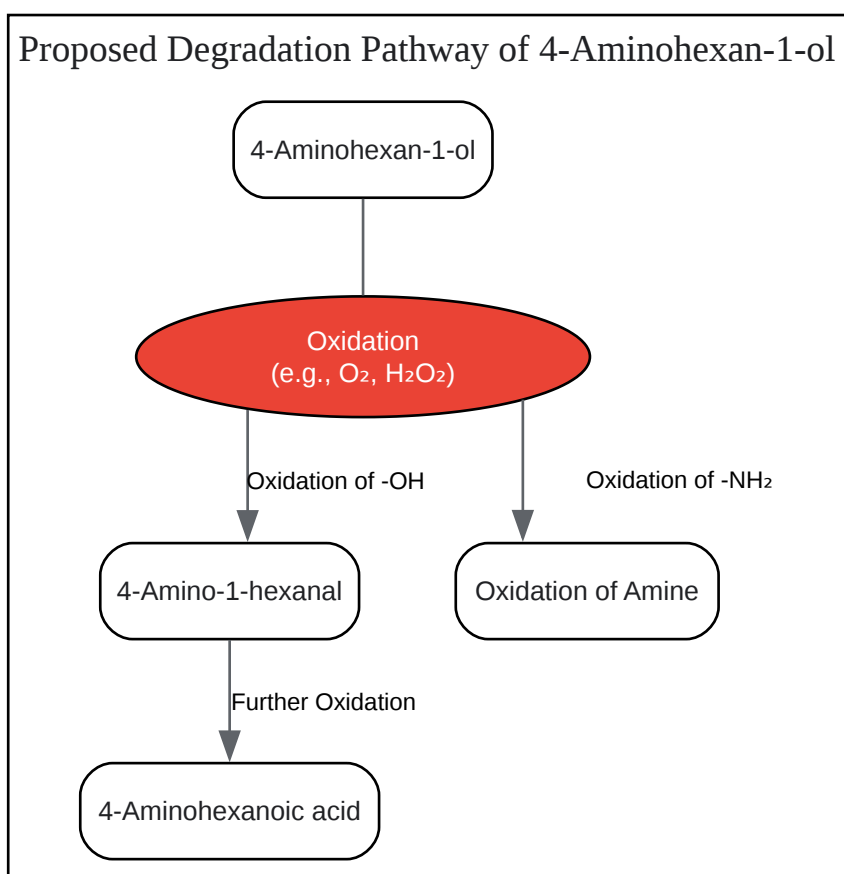 Proposed Degradation Pathway of 4-Aminohexan-1-ol
4-Aminohexan-1-ol
Oxidation
(e.g., O₂, H₂O₂)
Oxidation of -OH
Oxidation of -NH₂
4-Amino-1-hexanal
Oxidation of Amine
Further Oxidation
4-Aminohexanoic acid